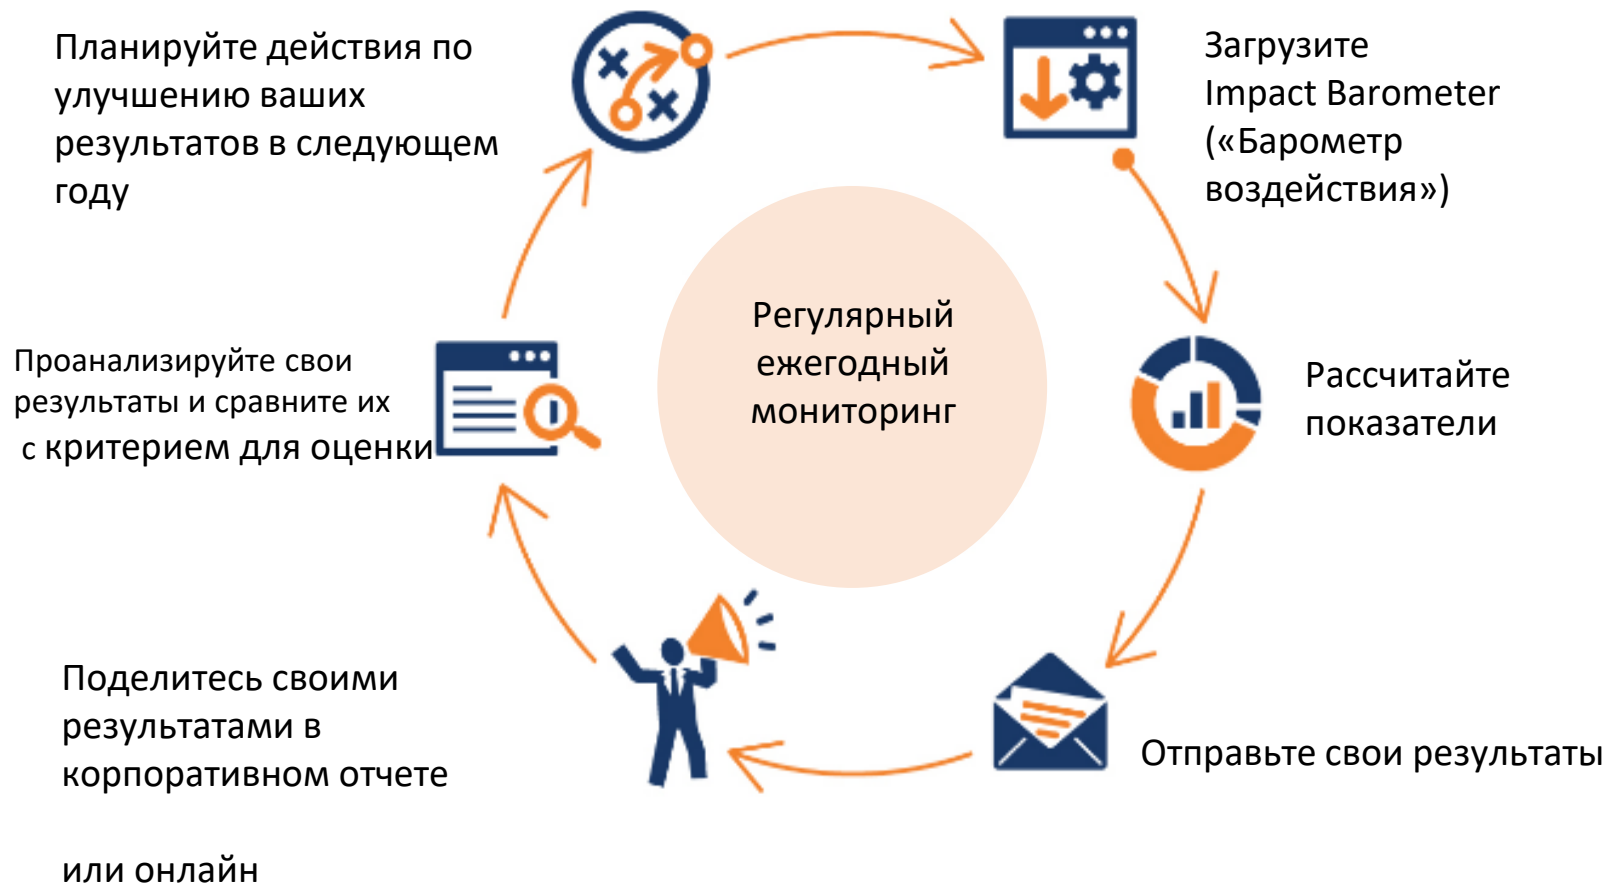 Планируйте действия по
улучшению ваших
результатов в следующем
году
Загрузите
Impact Barometer
(«Барометр
воздействия»)
Регулярный
ежегодный
мониторинг
Проанализируйте свои
результаты и сравните их
с критерием для оценки
Рассчитайте
показатели
Поделитесь своими
результатами в
корпоративном отчете
или онлайн
Отправьте свои результаты